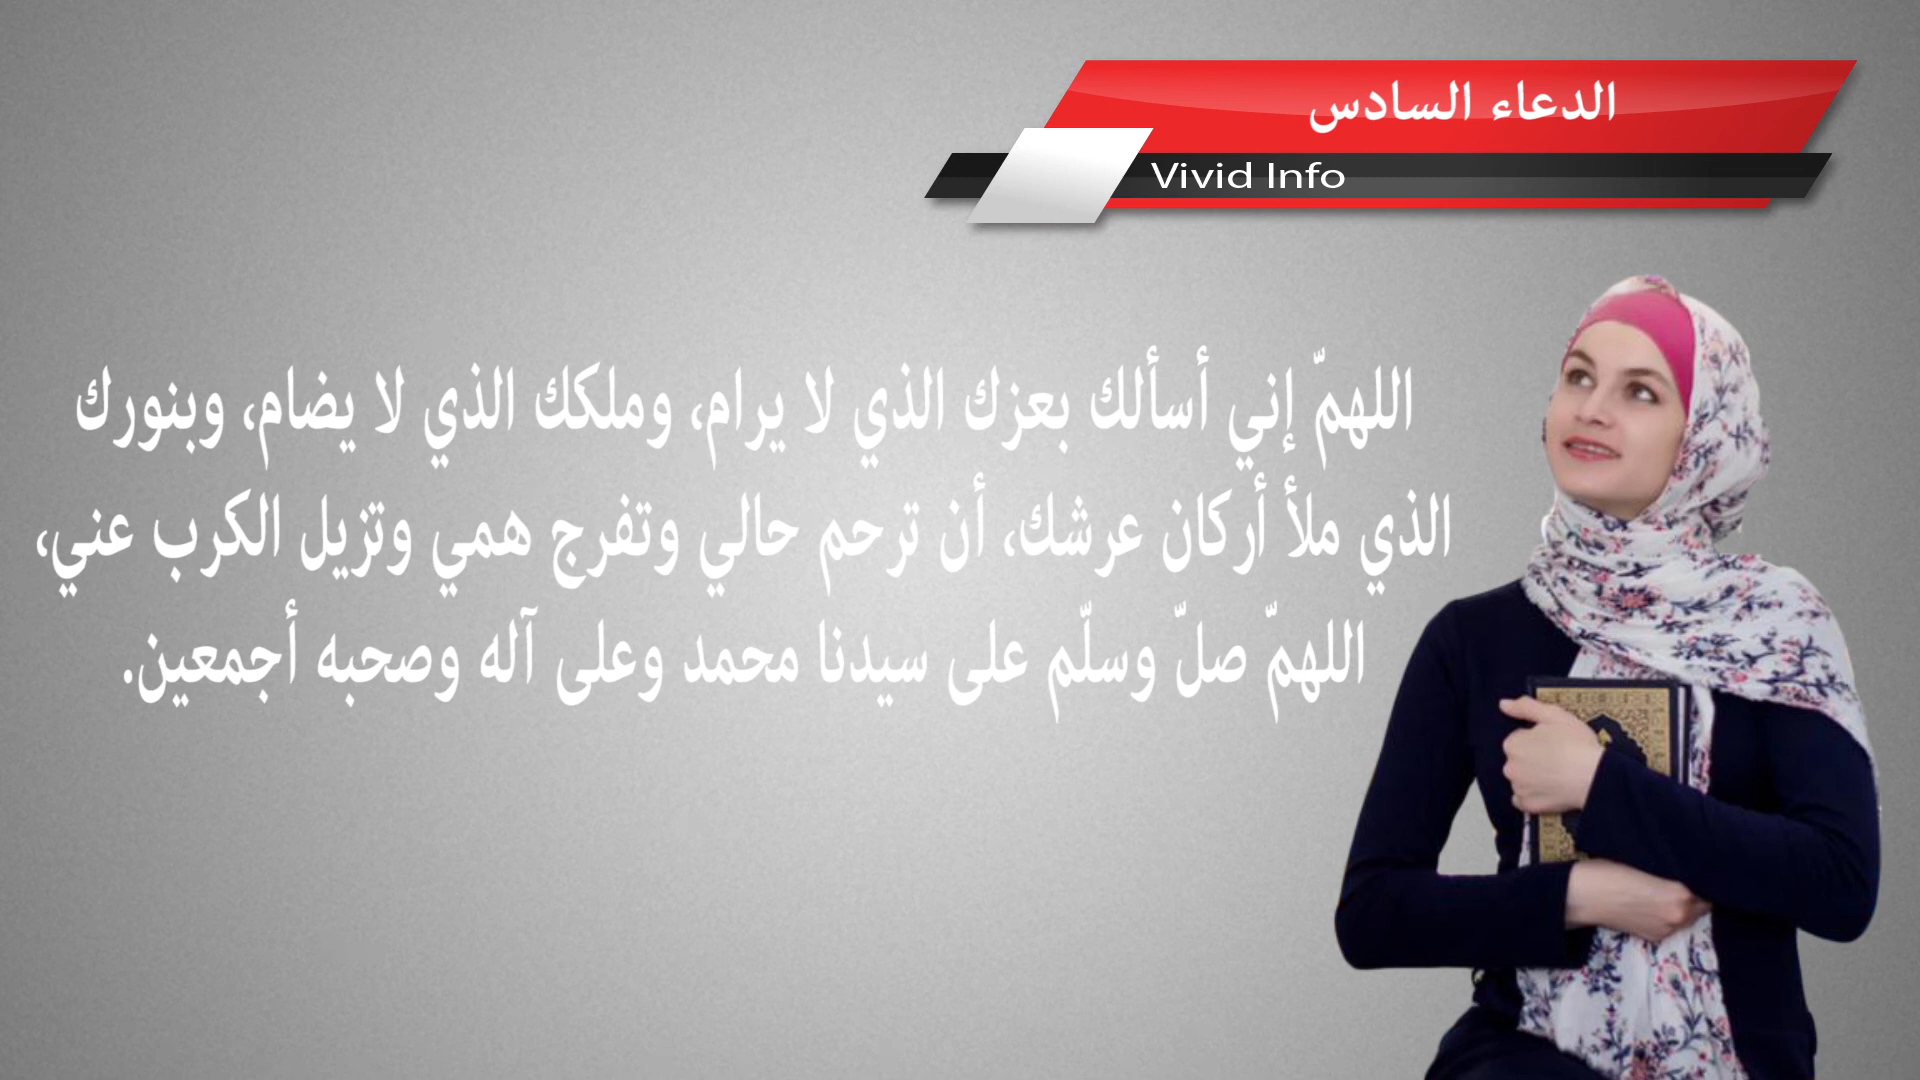 الدعاء السادس
Vivid Info
اللهمّ إني أسألك بعزك الذي لا يرام، وملكك الذي لا يضام، وبنورك
الذي ملأ أركان عرشك، أن ترحم حالي وتفرج همي وتزيل الكرب عني،
اللهمّ صلّ وسلّم على سيدنا محمد وعلى آله وصحبه أجمعين.